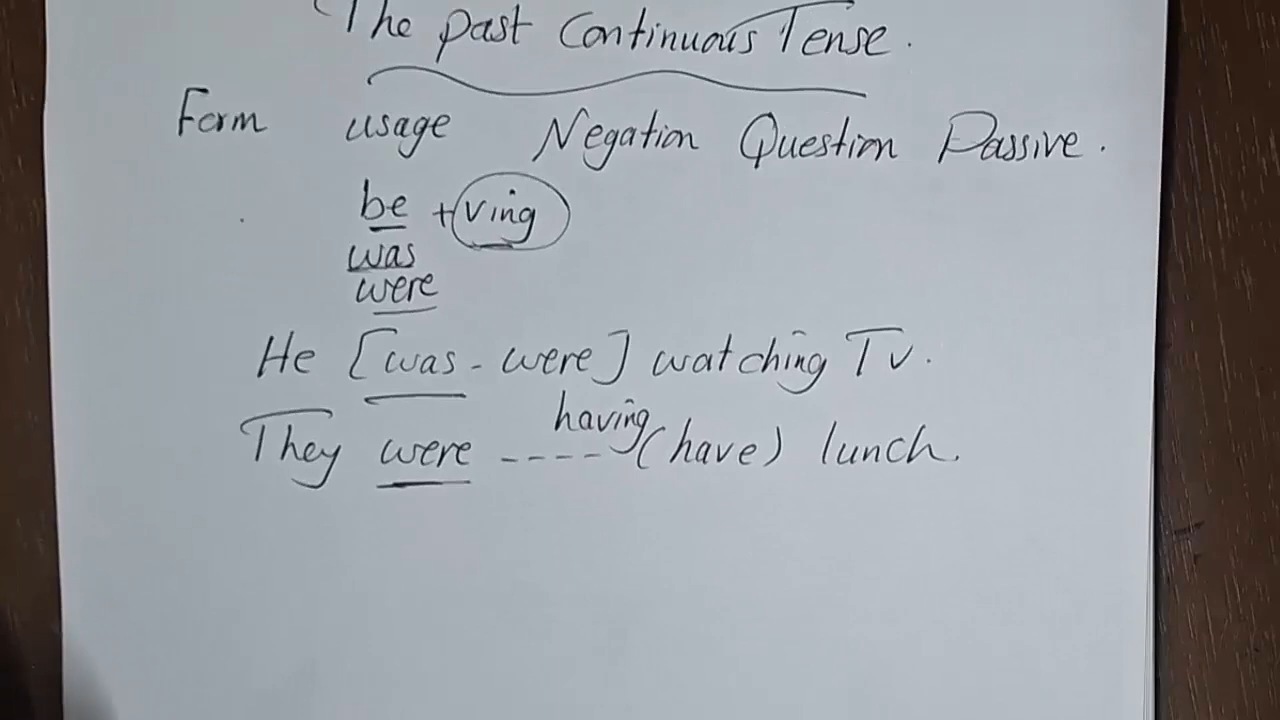 The past Continuous Tense.
Form usage Negation Question Passive.
be + ving
was
were
He [was - were] watching Tv.
having
They were ---- (have) lunch.